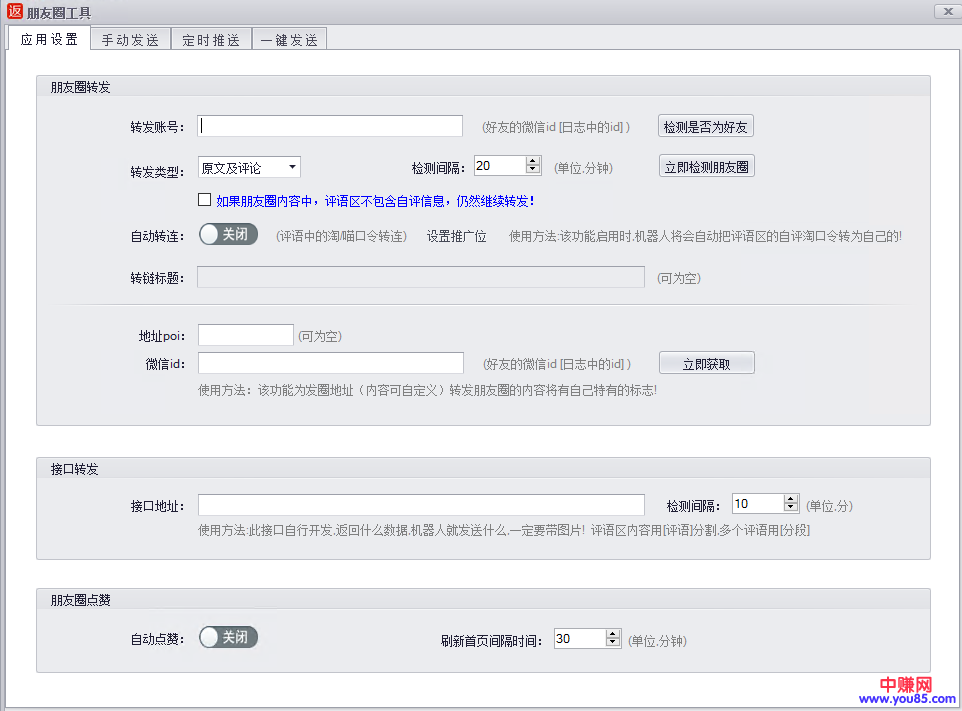 返 朋友圈工具
应用设置 手动发送 定时推送 一键发送
朋友圈转发
转发账号： (好友的微信id [日志中的id] ) 检测是否为好友
转发类型： 原文及评论 检测间隔： 20 (单位.分钟) 立即检测朋友圈
如果朋友圈内容中，评语区不包含自评信息，仍然继续转发！
自动转连： 关闭 (评语中的淘/喵口令转连) 设置推广位 使用方法:该功能启用时,机器人将会自动把评语区的自评淘口令转为自己的!
转链标题： (可为空)
地址poi： (可为空)
微信id： (好友的微信id [日志中的id] ) 立即获取
使用方法：该功能为发圈地址（内容可自定义）转发朋友圈的内容将有自己特有的标志!
接口转发
接口地址： 检测间隔： 10 (单位.分)
使用方法:此接口自行开发,返回什么数据,机器人就发送什么,一定要带图片! 评语区内容用[评语]分割,多个评语用[分段]
朋友圈点赞
自动点赞： 关闭 刷新首页间隔时间： 30 (单位.分钟)
中赚网
www.you85.com